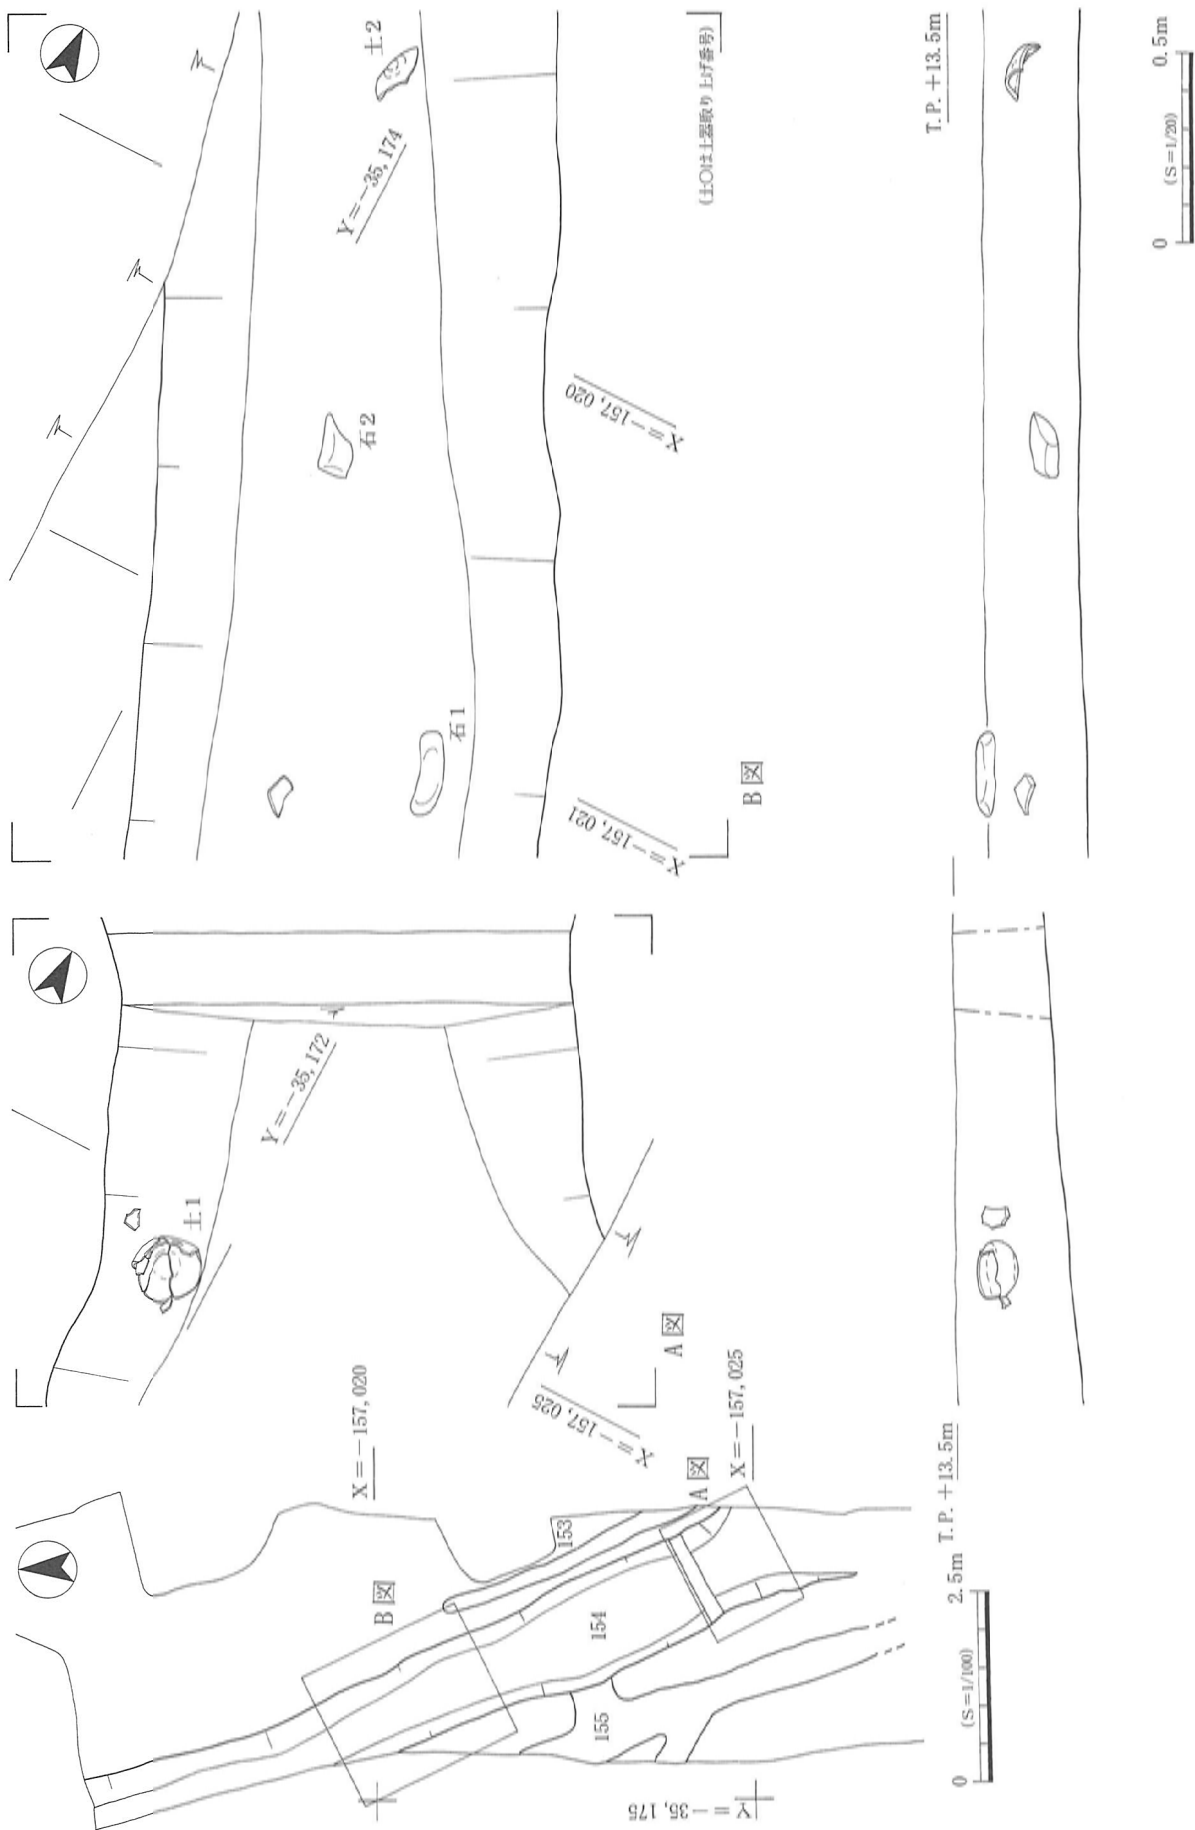 土2
Y=-35,174
石2
X=-157,020
石1
X=-157,021
B図
(土○は土器取り上げ番号)
T.P.+13.5m
0
0.5m
(S=1/20)
Y=-35,172
土1
A図
X=-157,025
X=-157,020
A図
X=-157,025
153
B図
154
155
Y=-35,175
T.P.+13.5m
0
2.5m
(S=1/100)